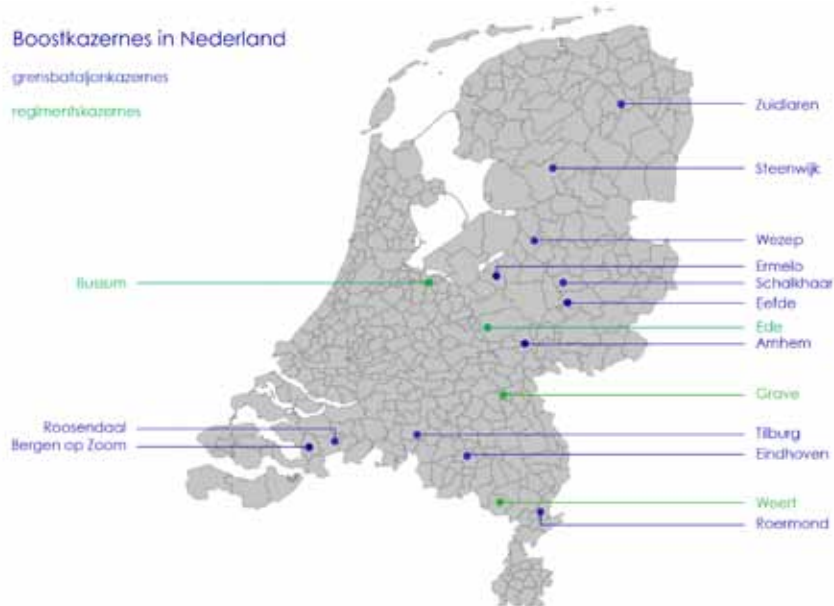 Boostkazernes in Nederland
grensbataljonkazernes
regimentskazernes
Zuidlaren
Steenwijk
Wezep
Ermelo
Bussum
Schalkhaar
Eefde
Ede
Arnhem
Grave
Roosendaal
Tilburg
Bergen op Zoom
Eindhoven
Weert
Roermond